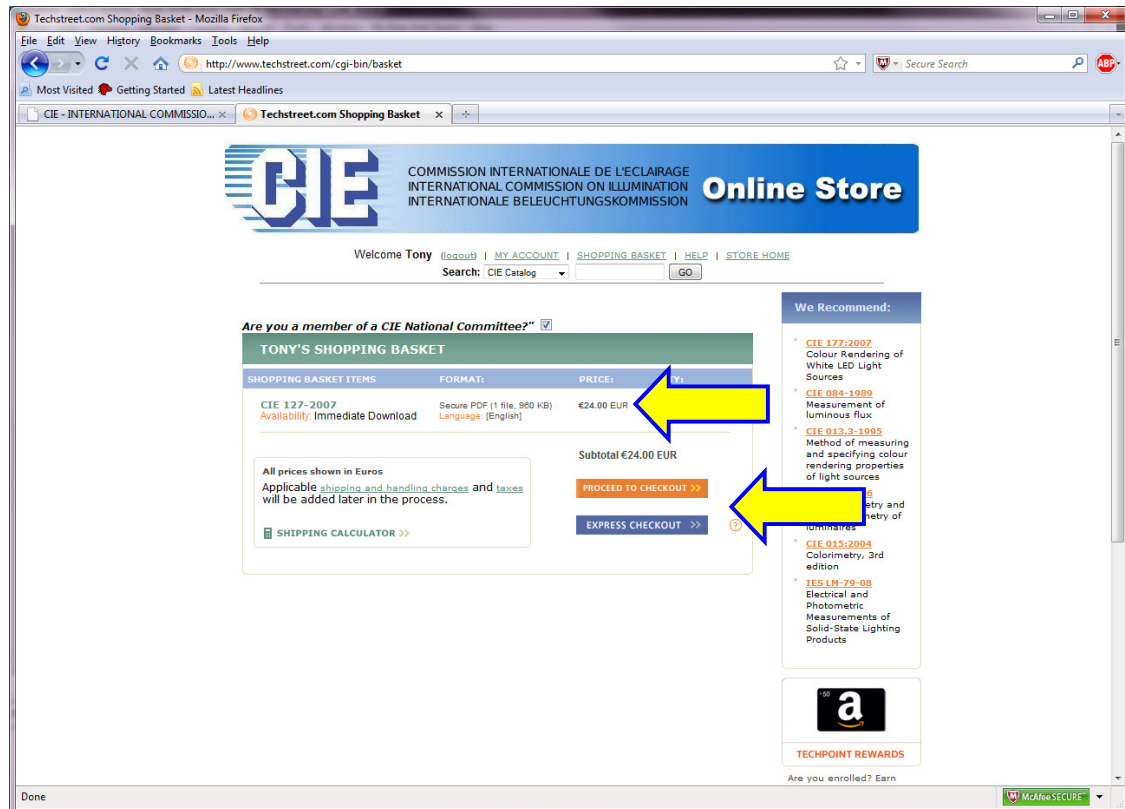 Techstreet.com Shopping Basket - Mozilla Firefox
File Edit View History Bookmarks Tools Help
http://www.techstreet.com/cgi-bin/basket
Secure Search
ABP
Most Visited Getting Started Latest Headlines
CIE - INTERNATIONAL COMMISSIO...
Techstreet.com Shopping Basket
CIE
COMMISSION INTERNATIONALE DE L'ECLAIRAGE
INTERNATIONAL COMMISSION ON ILLUMINATION
INTERNATIONALE BELEUCHTUNGSKOMMISSION
Online Store
Welcome Tony (logout) | MY ACCOUNT | SHOPPING BASKET | HELP | STORE HOME
Search: CIE Catalog GO
Are you a member of a CIE National Committee?"
TONY'S SHOPPING BASKET
SHOPPING BASKET ITEMS FORMAT: PRICE:
CIE 127-2007 Secure PDF (1 file, 960 KB) €24.00 EUR
Availability: Immediate Download Language: [English]
Subtotal €24.00 EUR
All prices shown in Euros
Applicable shipping and handling charges and taxes
will be added later in the process.
SHIPPING CALCULATOR >>
PROCEED TO CHECKOUT >>
EXPRESS CHECKOUT >>
?
We Recommend:
CIE 177:2007
Colour Rendering of
White LED Light
Sources
CIE 084-1989
Measurement of
luminous flux
CIE 013.3-1995
Method of measuring
and specifying colour
rendering properties
of light sources
and
of
luminaires
CIE 015:2004
Colorimetry, 3rd
edition
IES LM-79-08
Electrical and
Photometric
Measurements of
Solid-State Lighting
Products
$50
a
TECHPOINT REWARDS
Are you enrolled? Earn
Done
McAfee SECURE